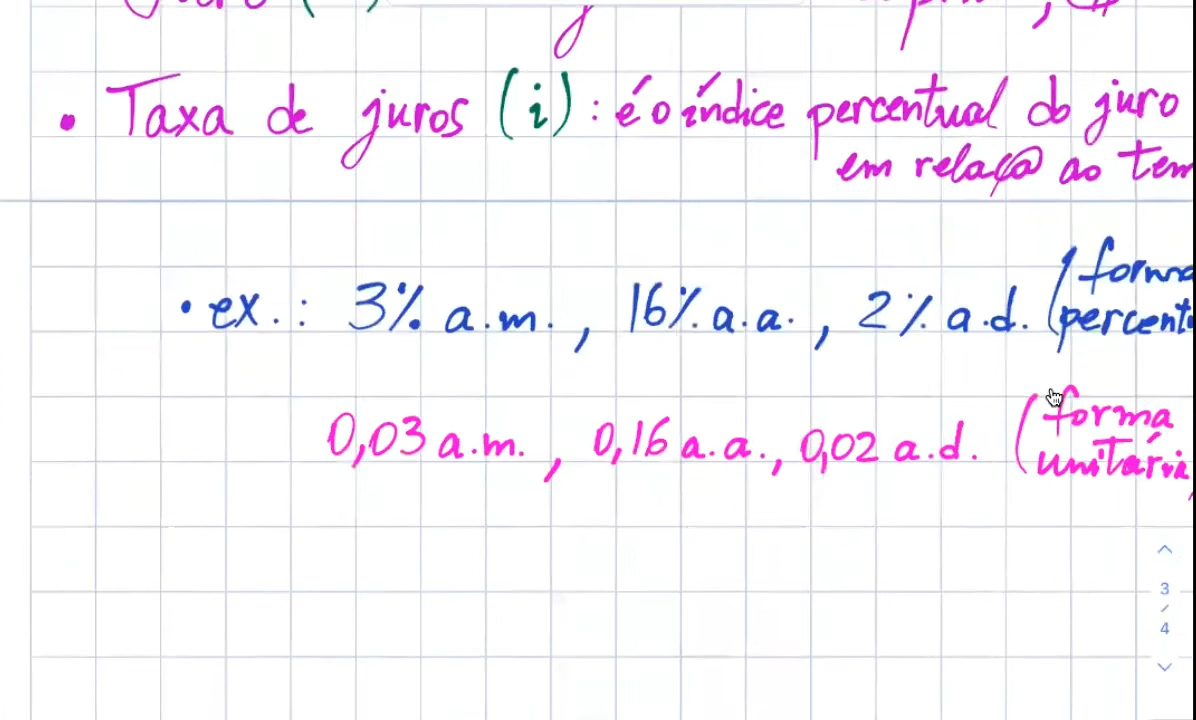 • Taxa de juros (i): é o índice percentual do juro
em relação ao tem
• ex.: 3% a.m., 16% a.a., 2% a.d. (forma
percent
0,03 a.m., 0,16 a.a., 0,02 a.d. (forma
unitária
3
/
4